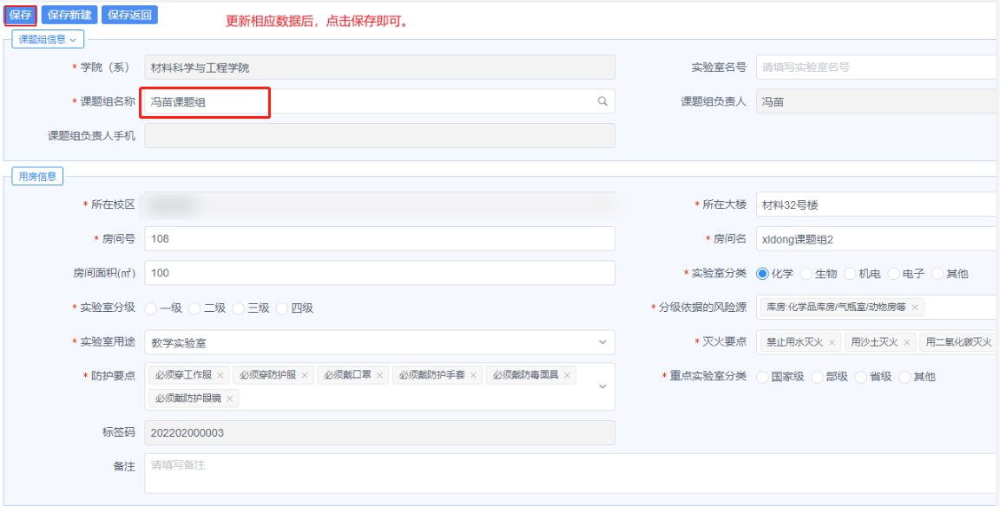 保存 保存新建 保存返回
更新相应数据后，点击保存即可。
课题组信息
* 学院（系） 材料科学与工程学院 实验室名号 请填写实验室名号
* 课题组名称 冯苗课题组 课题组负责人 冯苗
课题组负责人手机
用房信息
* 所在校区 * 所在大楼 材料32号楼
* 房间号 108 * 房间名 xldong课题组2
房间面积(㎡) 100 * 实验室分类 化学 生物 机电 电子 其他
* 实验室分级 一级 二级 三级 四级 * 分级依据的风险源 库房:化学品库房/气瓶室/动物房等 ×
* 实验室用途 教学实验室 * 灭火要点 禁止用水灭火 × 用沙土灭火 × 用二氧化碳灭火
* 防护要点 必须穿工作服 × 必须穿防护服 × 必须戴口罩 × 必须戴防护手套 × 必须戴防毒面具 × * 重点实验室分类 国家级 部级 省级 其他
必须戴防护眼镜 ×
标签码 202202000003
备注 请填写备注